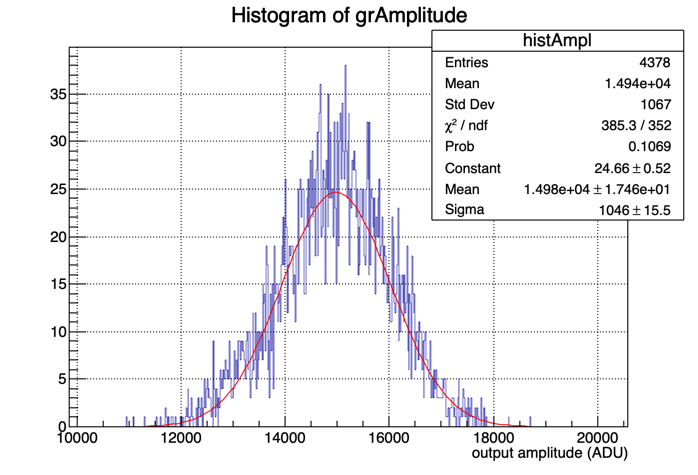 Histogram of grAmplitude
histAmpl
Entries 4378
Mean 1.494e+04
Std Dev 1067
χ² / ndf 385.3 / 352
Prob 0.1069
Constant 24.66 ± 0.52
Mean 1.498e+04 ± 1.746e+01
Sigma 1046 ± 15.5
35
30
25
20
15
10
5
0
10000 12000 14000 16000 18000 20000
output amplitude (ADU)